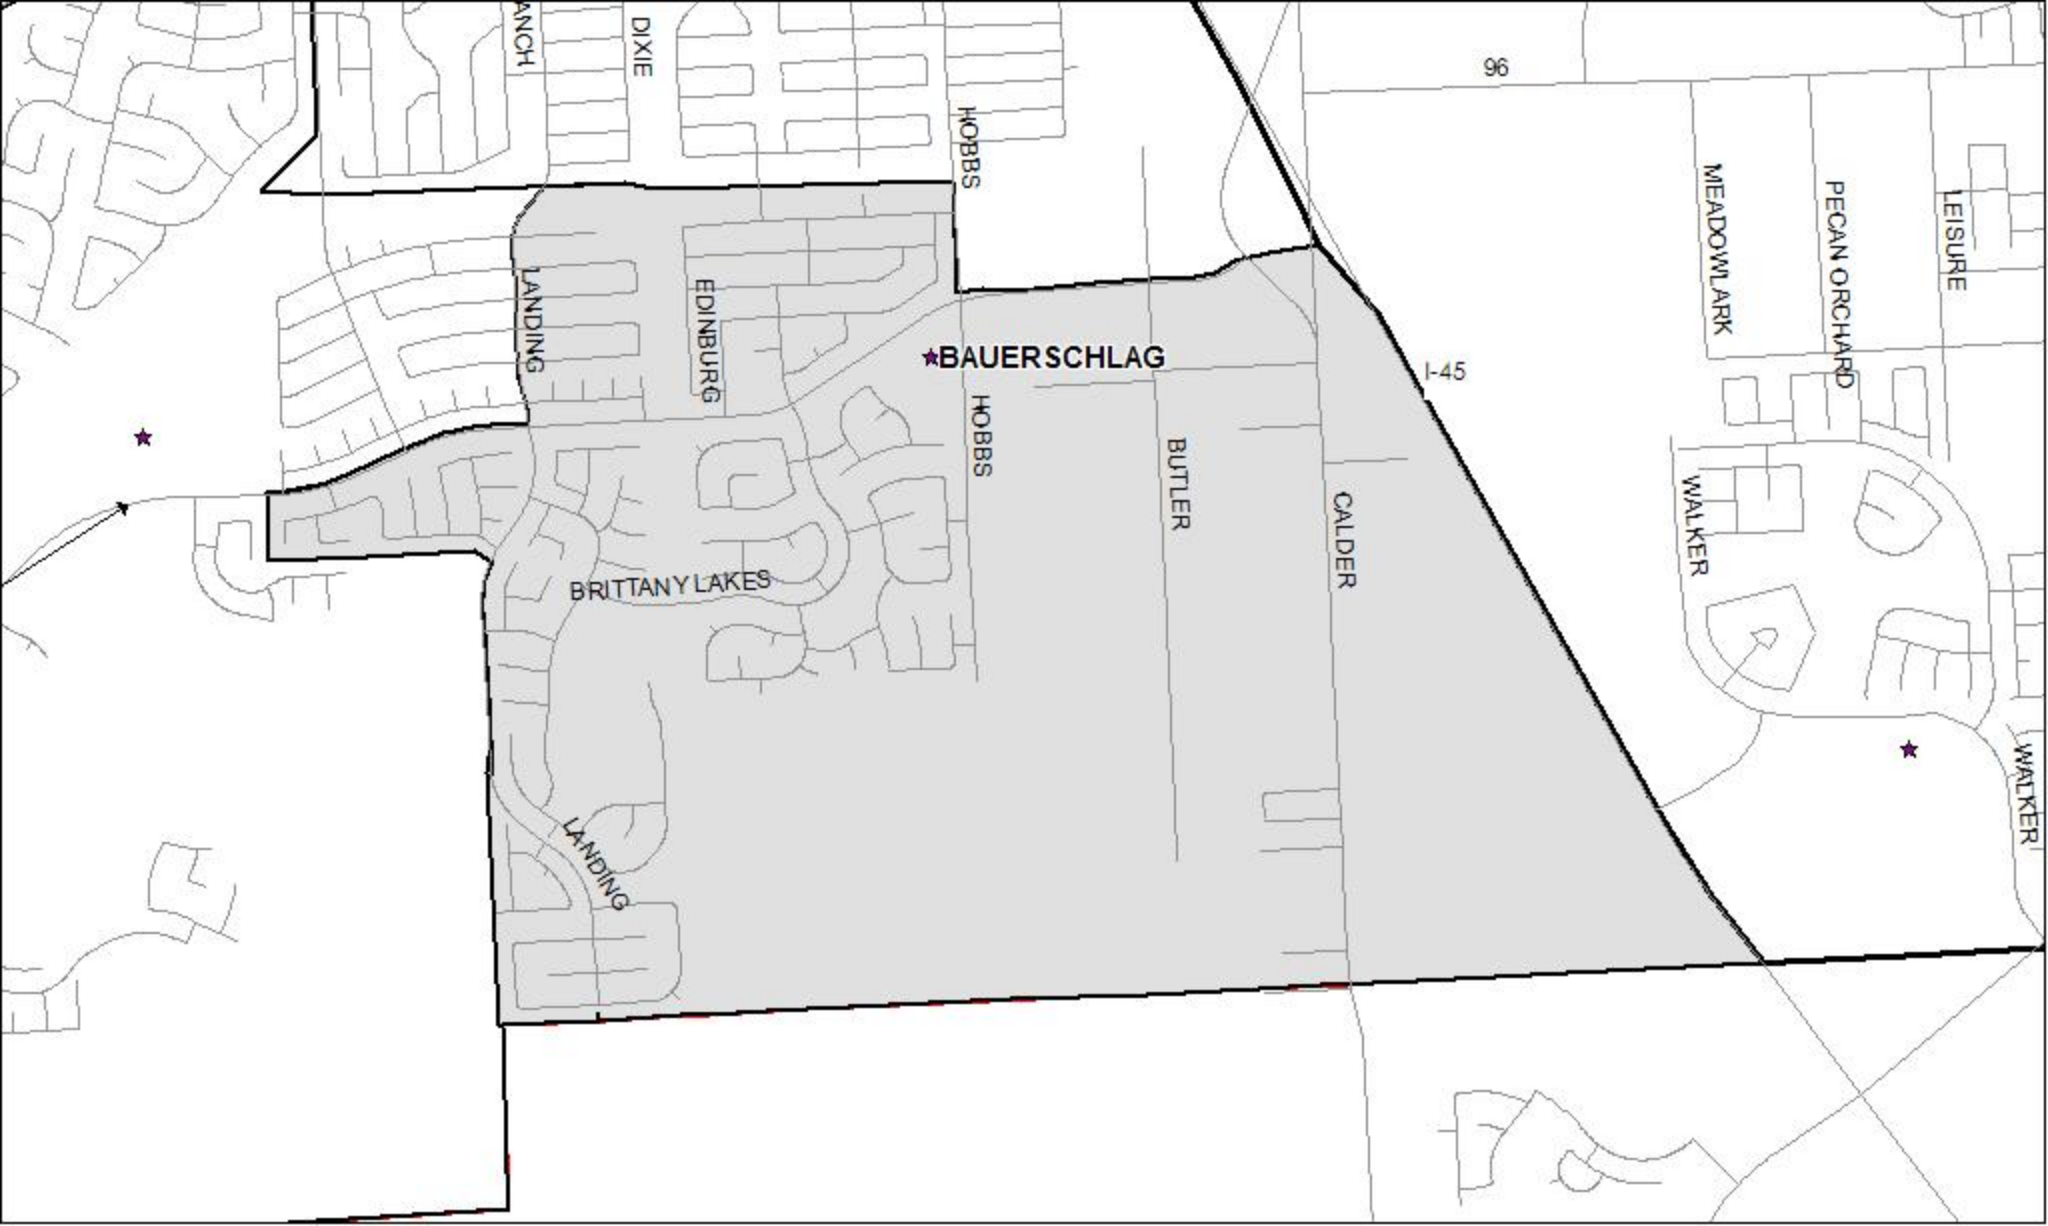 ANCH
DIXIE
96
HOBBS
MEADOWLARK
PECAN ORCHARD
LEISURE
LANDING
EDINBURG
BAUERSCHLAG
I-45
HOBBS
BUTLER
CALDER
WALKER
BRITTANY LAKES
WALKER
LANDING